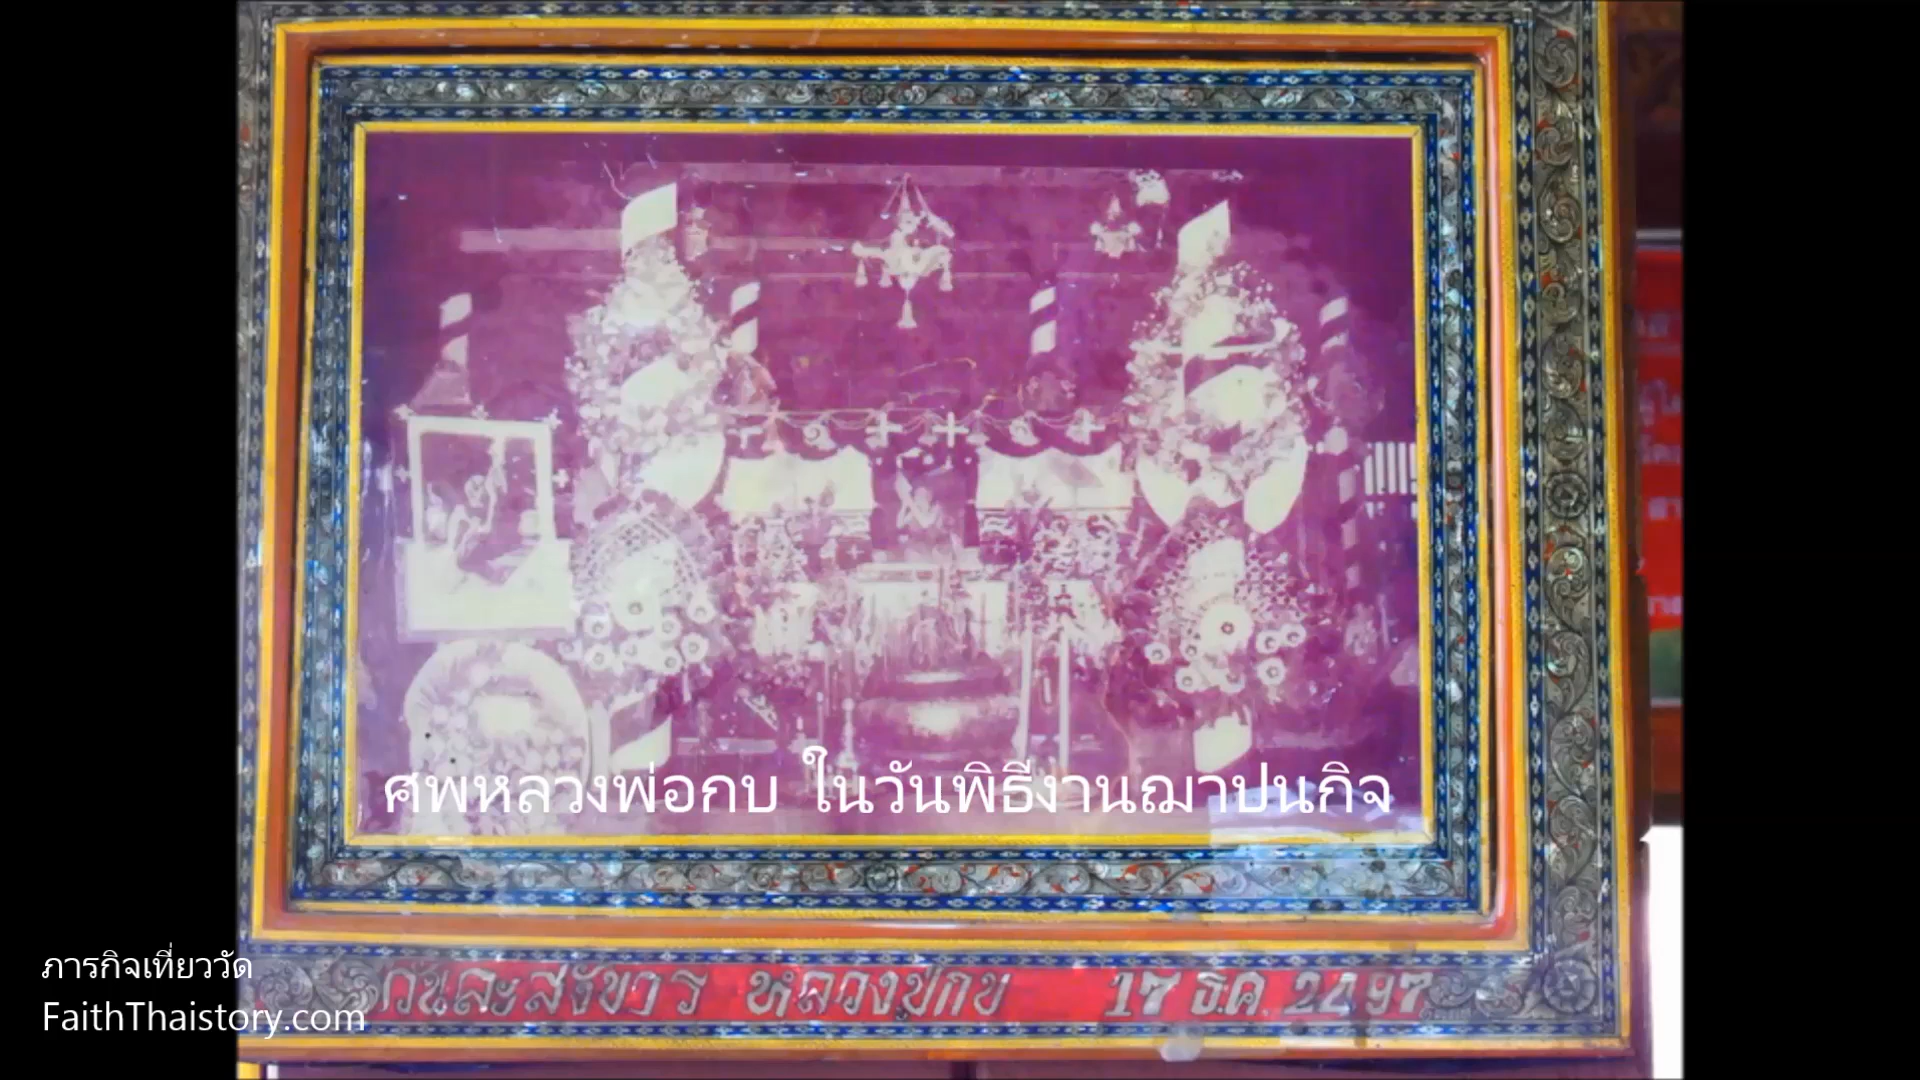 ศพหลวงพ่อกบ ในวันพิธีงานฌาปนกิจ
วันละสังขาร หลวงปู่กบ 17 ธ.ค. 2497
ภารกิจเที่ยววัด
FaithThaistory.com